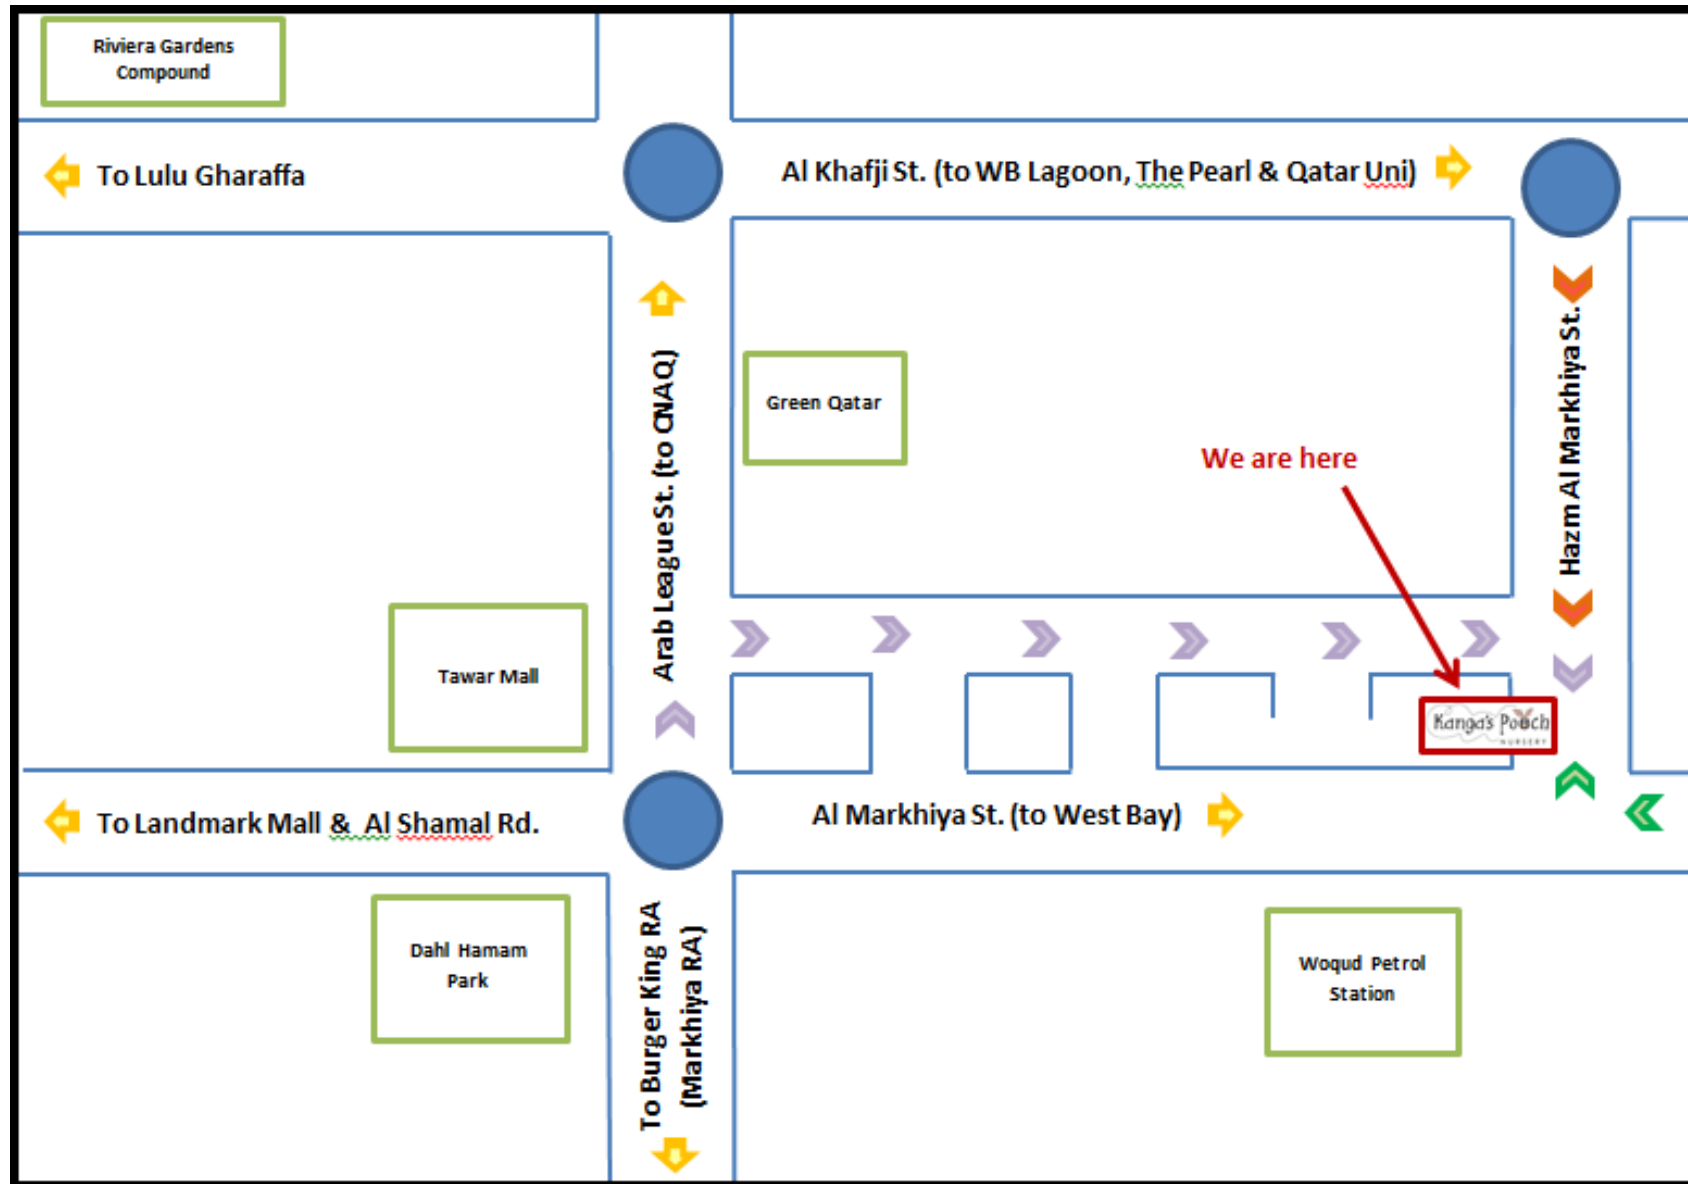 Riviera Gardens
Compound
To Lulu Gharaffa
Al Khafji St. (to WB Lagoon, The Pearl & Qatar Uni)
Arab League St. (to CNAQ)
Green Qatar
Hazm Al Markhiya St.
We are here
Tawar Mall
Kanga's Pouch
NURSERY
To Landmark Mall & Al Shamal Rd.
Al Markhiya St. (to West Bay)
Dahl Hamam
Park
To Burger King RA
(Markhiya RA)
Woqud Petrol
Station